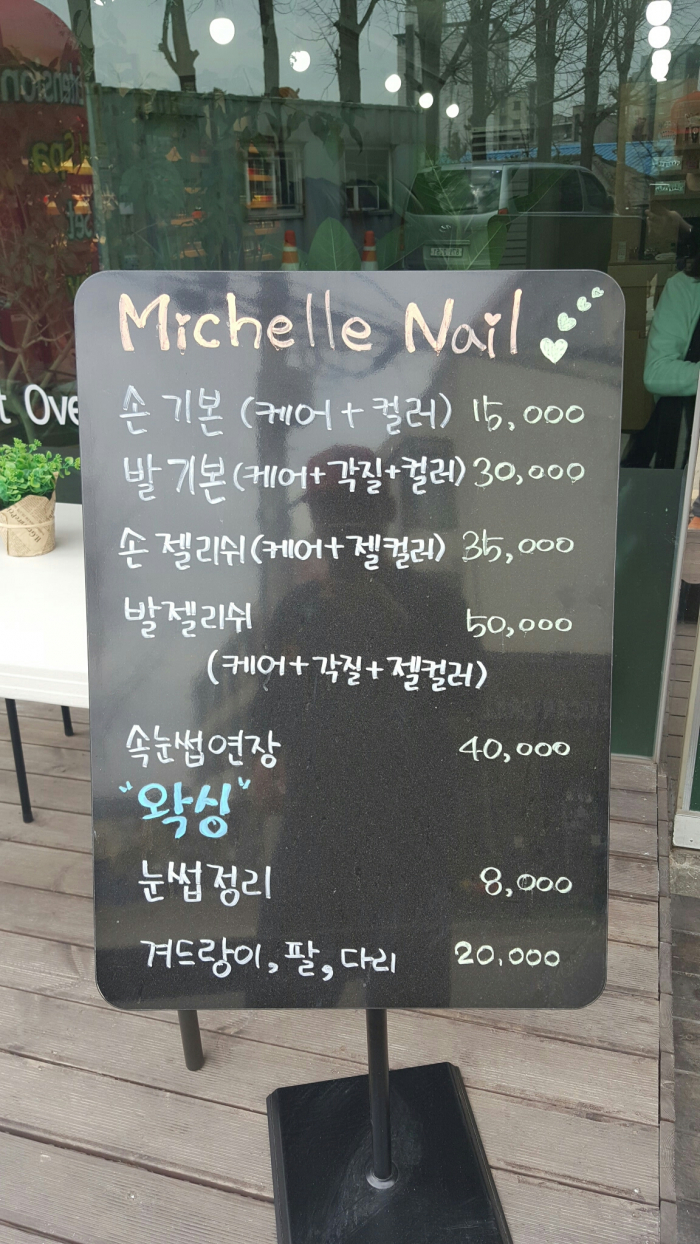 Michelle Nail
손 기본 (케어+컬러) 15,000
발 기본(케어+각질+컬러) 30,000
손 젤리쉬(케어+젤컬러) 35,000
발젤리쉬 50,000
(케어+각질+젤컬러)
속눈썹연장 40,000
"왁싱"
눈썹정리 8,000
겨드랑이, 팔, 다리 20,000